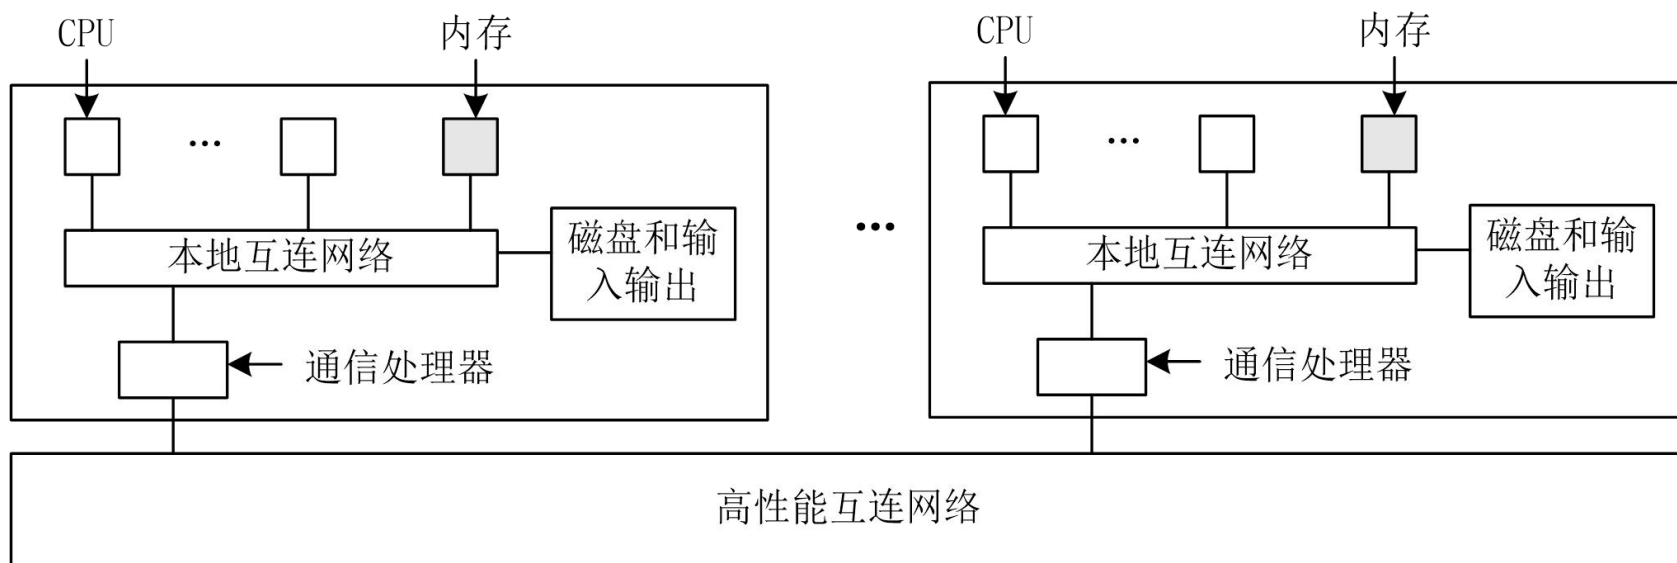 CPU
内存
CPU
内存
...
...
本地互连网络
磁盘和输
入输出
...
本地互连网络
磁盘和输
入输出
通信处理器
通信处理器
高性能互连网络